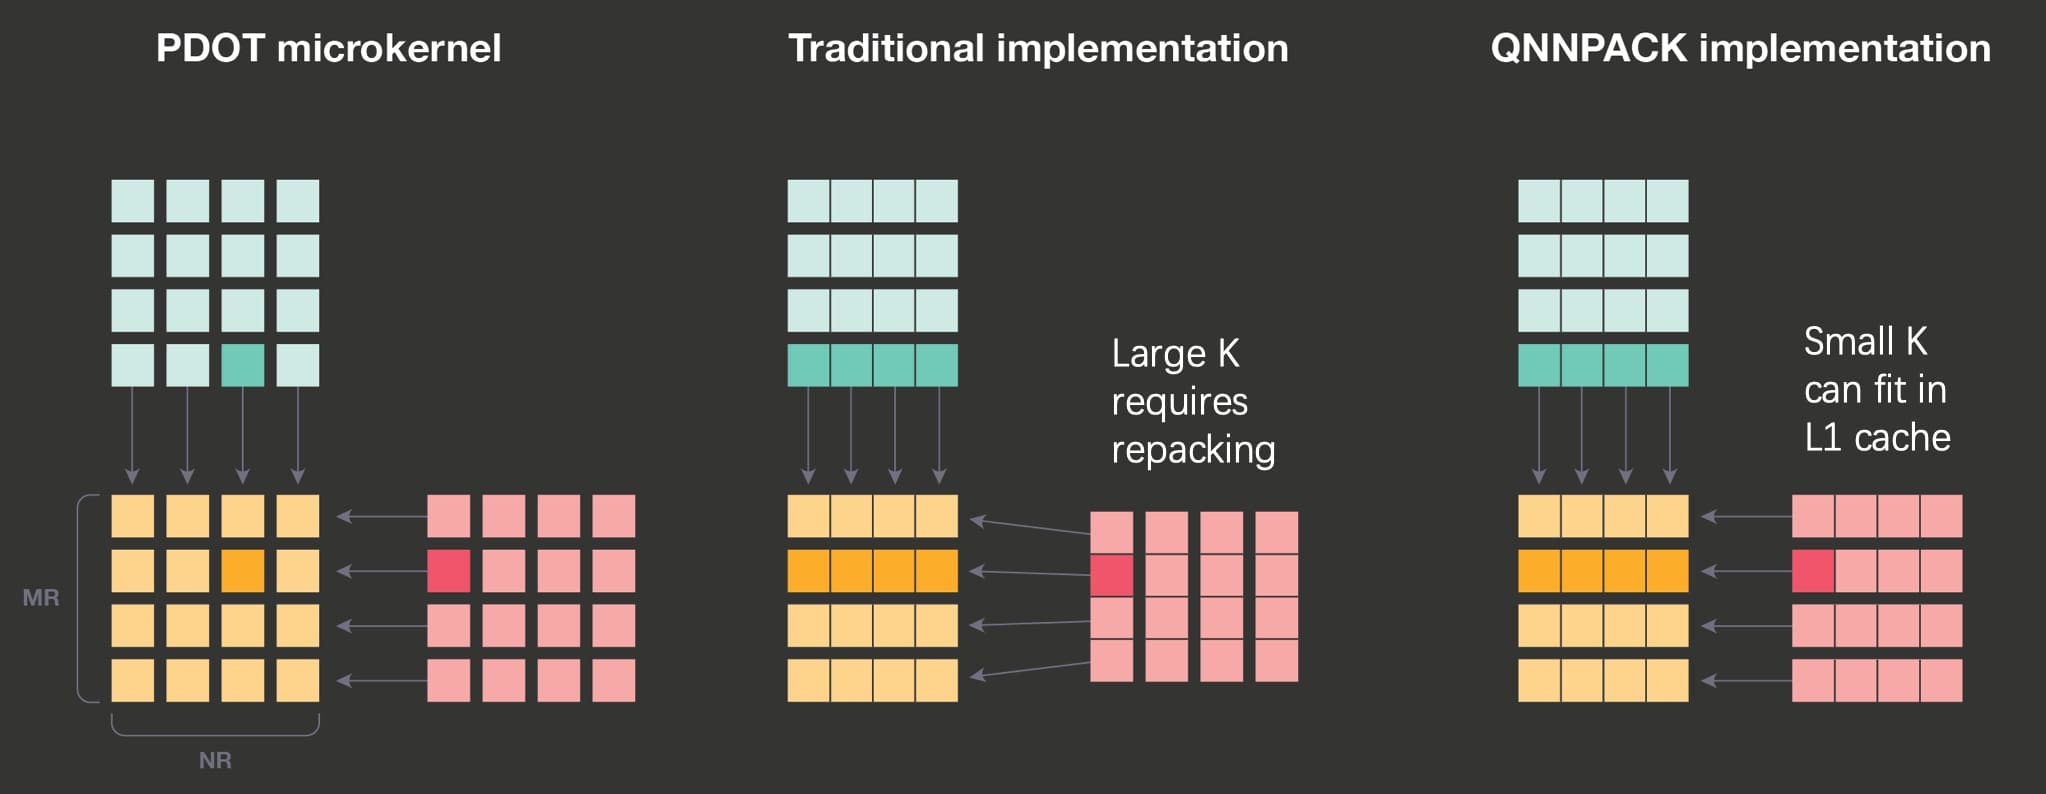 PDOT microkernel
Traditional implementation
QNNPACK implementation
Large K
requires
repacking
Small K
can fit in
L1 cache
MR
NR